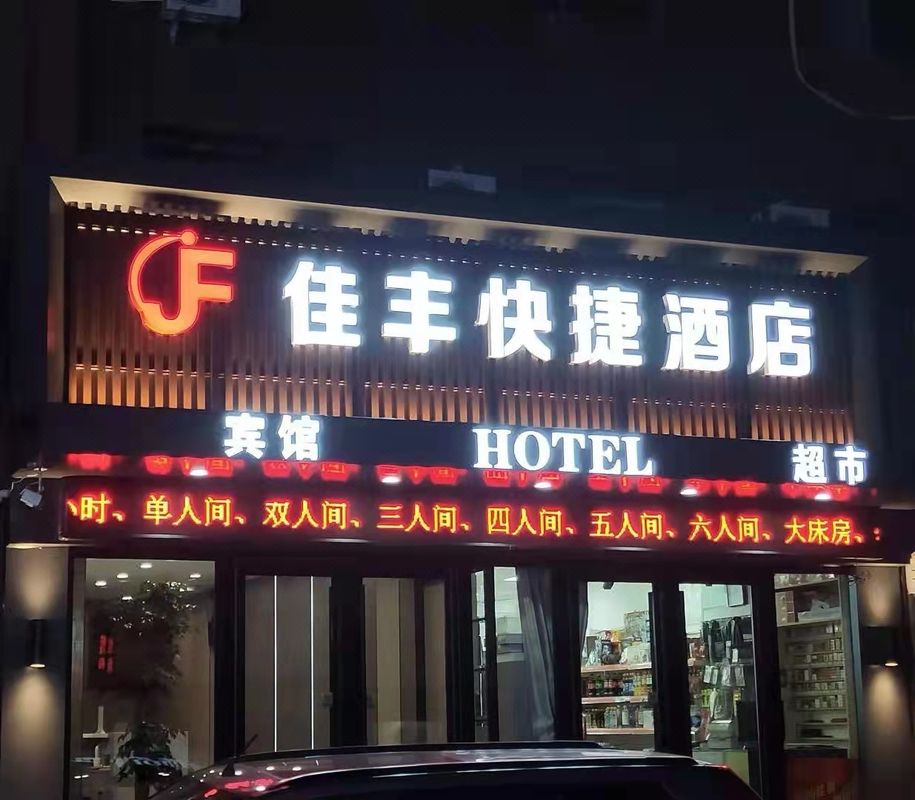 JF 佳丰快捷酒店
宾馆 HOTEL 超市
小时、单人间、双人间、三人间、四人间、五人间、六人间、大床房、